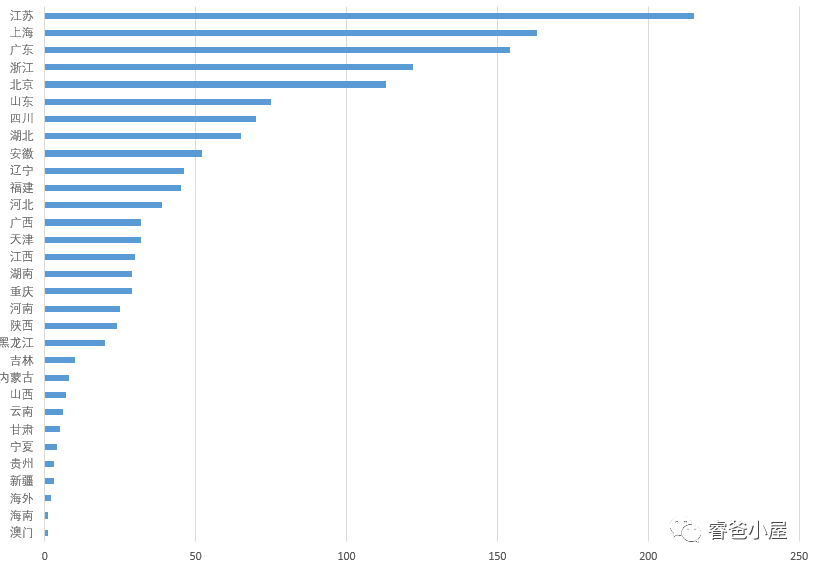 江苏
上海
广东
浙江
北京
山东
四川
湖北
安徽
辽宁
福建
河北
广西
天津
江西
湖南
重庆
河南
陕西
黑龙江
吉林
内蒙古
山西
云南
甘肃
宁夏
贵州
新疆
海外
海南
澳门
0 50 100 150 200 250
睿爸小屋